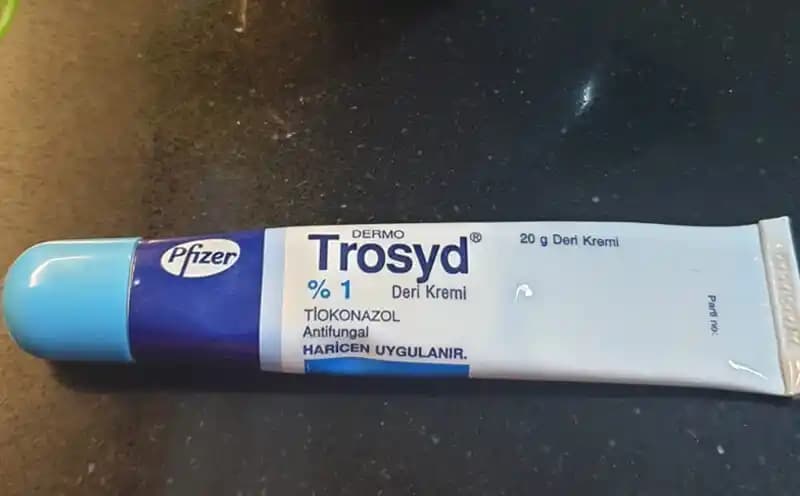 Pfizer
DERMO
Trosyd®
% 1 Deri Kremi
TİOKONAZOL
Antifungal
HARİCEN UYGULANIR.
20 g Deri Kremi
Parti no: